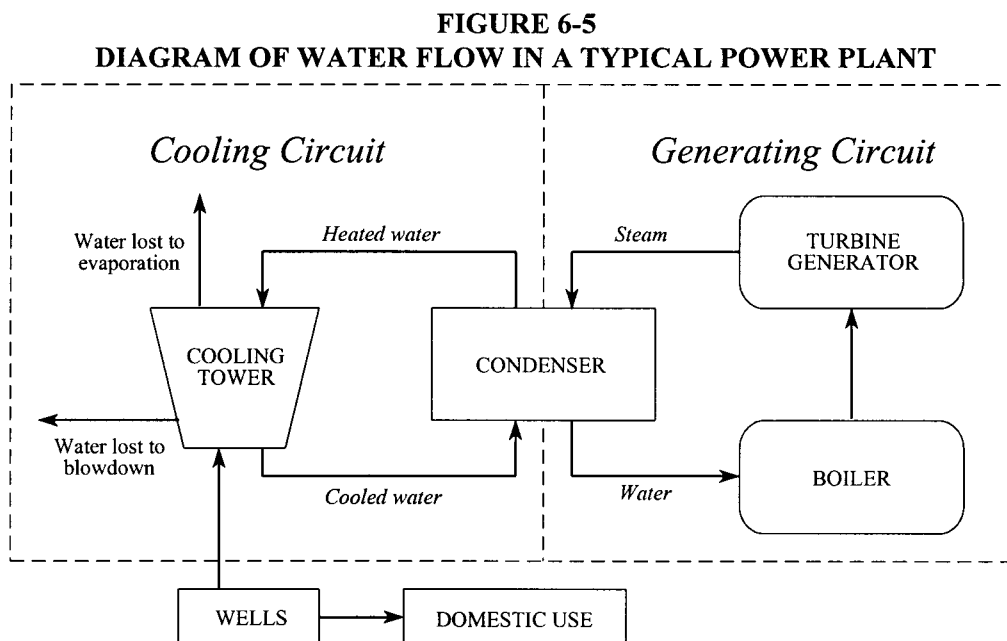 FIGURE 6-5
DIAGRAM OF WATER FLOW IN A TYPICAL POWER PLANT
Cooling Circuit
Generating Circuit
Water lost to
evaporation
Heated water
Steam
TURBINE
GENERATOR
COOLING
TOWER
CONDENSER
Water lost to
blowdown
Cooled water
Water
BOILER
WELLS
DOMESTIC USE